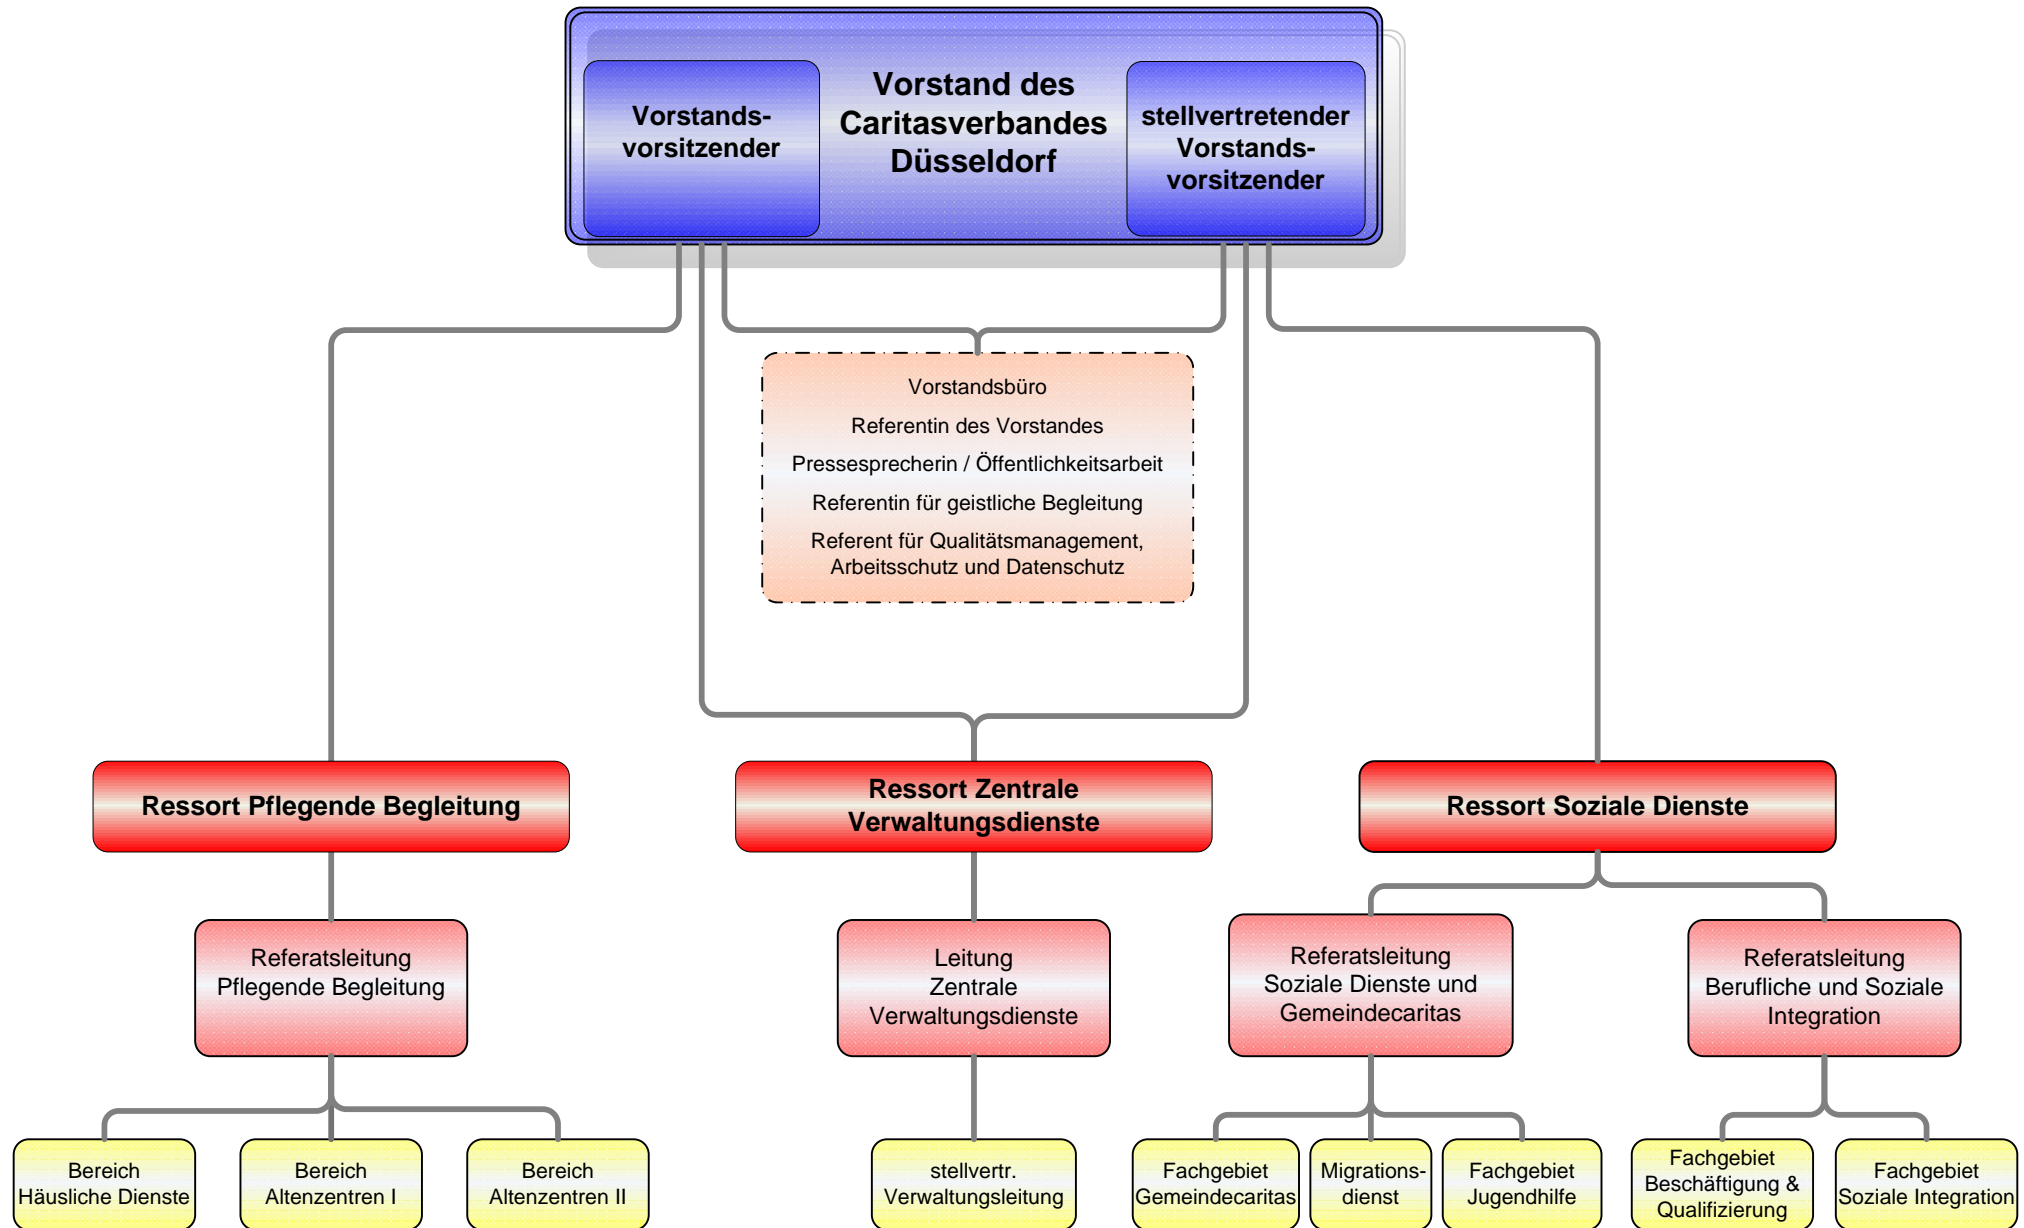 Vorstands-
vorsitzender
Vorstand des
Caritasverbandes
Düsseldorf
stellvertretender
Vorstands-
vorsitzender
Vorstandsbüro
Referentin des Vorstandes
Pressesprecherin / Öffentlichkeitsarbeit
Referentin für geistliche Begleitung
Referent für Qualitätsmanagement,
Arbeitsschutz und Datenschutz
Ressort Pflegende Begleitung
Ressort Zentrale
Verwaltungsdienste
Ressort Soziale Dienste
Referatsleitung
Pflegende Begleitung
Leitung
Zentrale
Verwaltungsdienste
Referatsleitung
Soziale Dienste und
Gemeindecaritas
Referatsleitung
Berufliche und Soziale
Integration
Bereich
Häusliche Dienste
Bereich
Altenzentren I
Bereich
Altenzentren II
stellvertr.
Verwaltungsleitung
Fachgebiet
Gemeindecaritas
Migrations-
dienst
Fachgebiet
Jugendhilfe
Fachgebiet
Beschäftigung &
Qualifizierung
Fachgebiet
Soziale Integration